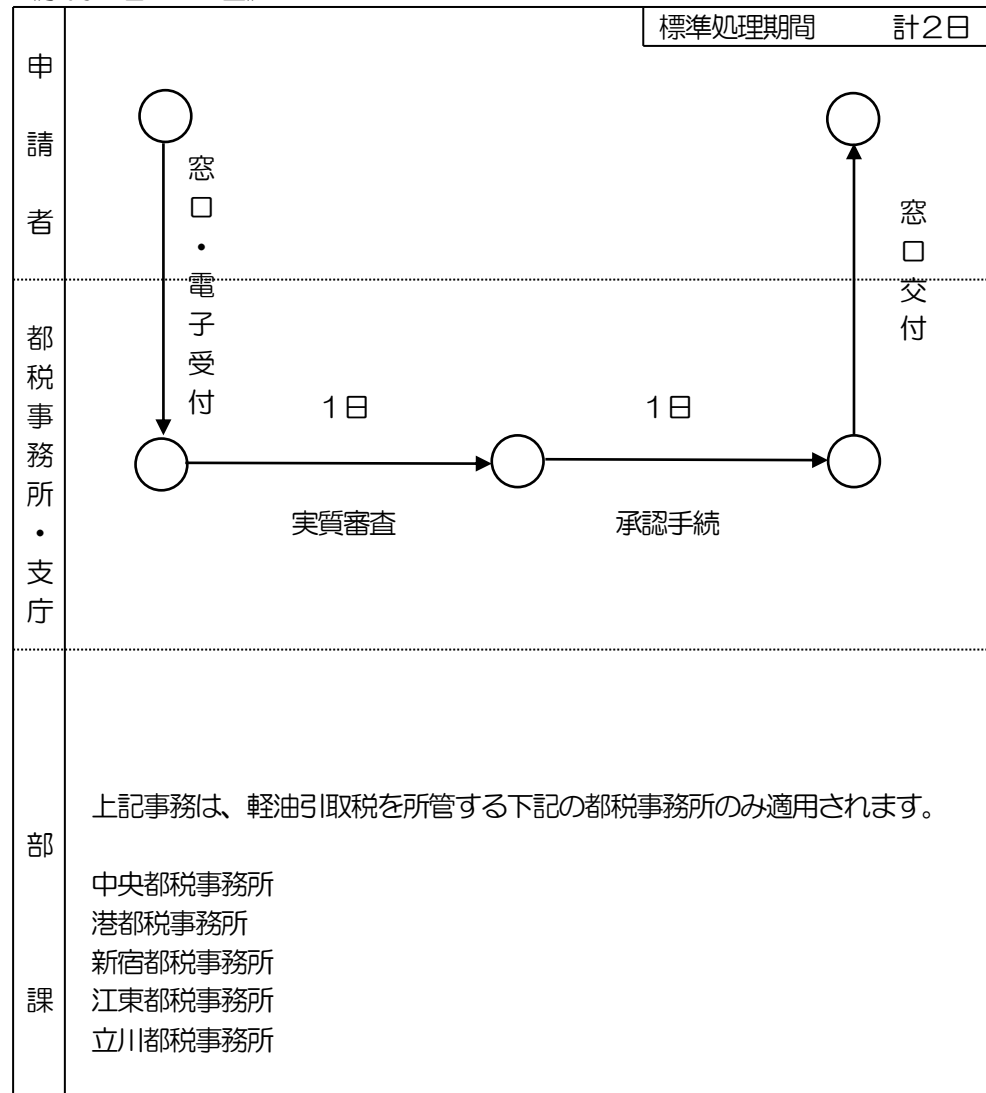 標準処理期間　計2日
申請者
窓口・電子受付
窓口交付
都税事務所・支庁
1日
1日
実質審査
承認手続
部課
上記事務は、軽油引取税を所管する下記の都税事務所のみ適用されます。
中央都税事務所
港都税事務所
新宿都税事務所
江東都税事務所
立川都税事務所